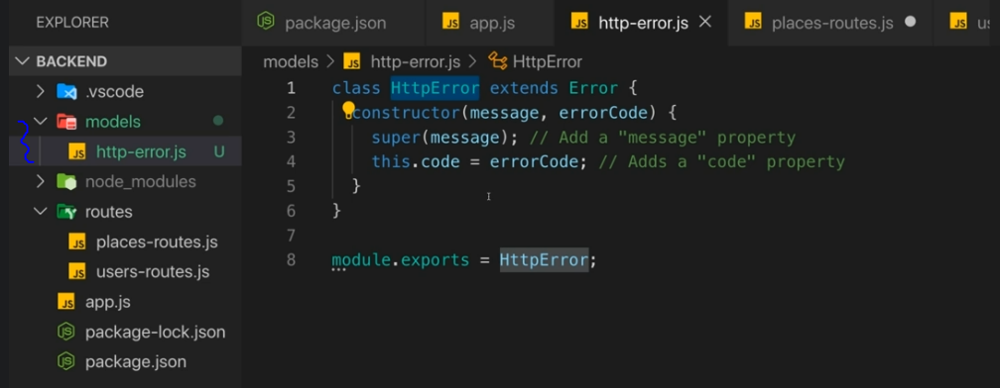 EXPLORER
package.json
app.js
http-error.js
places-routes.js
BACKEND
models > http-error.js > HttpError
.vscode
models
http-error.js U
node_modules
routes
places-routes.js
users-routes.js
app.js
package-lock.json
package.json
1 class HttpError extends Error {
2 constructor(message, errorCode) {
3 super(message); // Add a "message" property
4 this.code = errorCode; // Adds a "code" property
5 }
6 }
7
8 module.exports = HttpError;